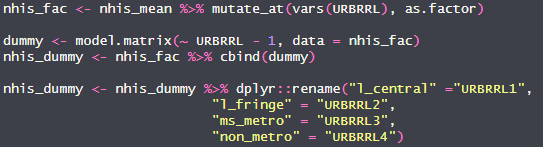 nhis_fac <- nhis_mean %>% mutate_at(vars(URBRRL), as.factor)
dummy <- model.matrix(~ URBRRL - 1, data = nhis_fac)
nhis_dummy <- nhis_fac %>% cbind(dummy)
nhis_dummy <- nhis_dummy %>% dplyr::rename("l_central" ="URBRRL1",
"l_fringe" = "URBRRL2",
"ms_metro" = "URBRRL3",
"non_metro" = "URBRRL4")